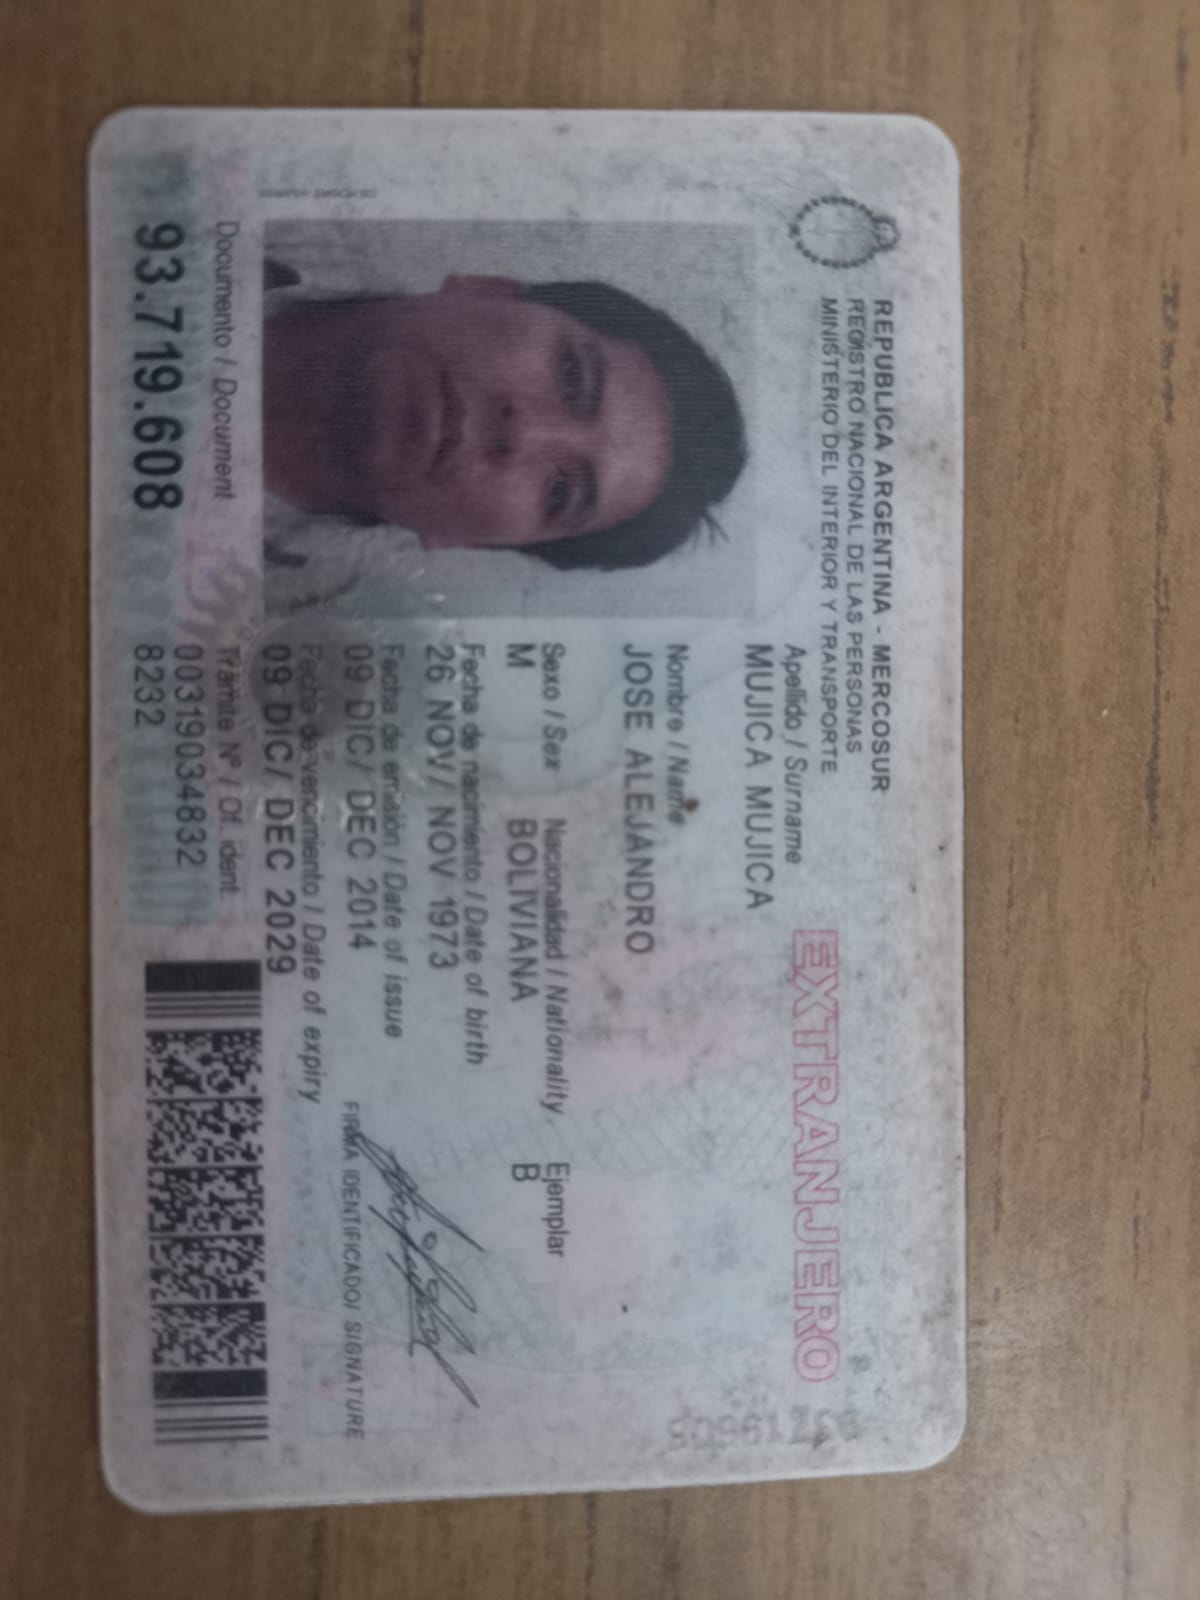 REPUBLICA ARGENTINA - MERCOSUR
REGISTRO NACIONAL DE LAS PERSONAS
MINISTERIO DEL INTERIOR Y TRANSPORTE
EXTRANJERO
Apellido / Surname
MUJICA MUJICA
Nombre / Name
JOSE ALEJANDRO
Sexo / Sex Nacionalidad / Nationality Ejemplar
M BOLIVIANA B
Fecha de nacimiento / Date of birth
26 NOV/ NOV 1973
Fecha de emisión / Date of issue
09 DIC/ DEC 2014
FIRMA IDENTIFICADO/ SIGNATURE
Fecha de vencimiento / Date of expiry
09 DIC/ DEC 2029
Documento / Document
93.719.608
Trámite Nº / Of. ident.
00319034832
8232